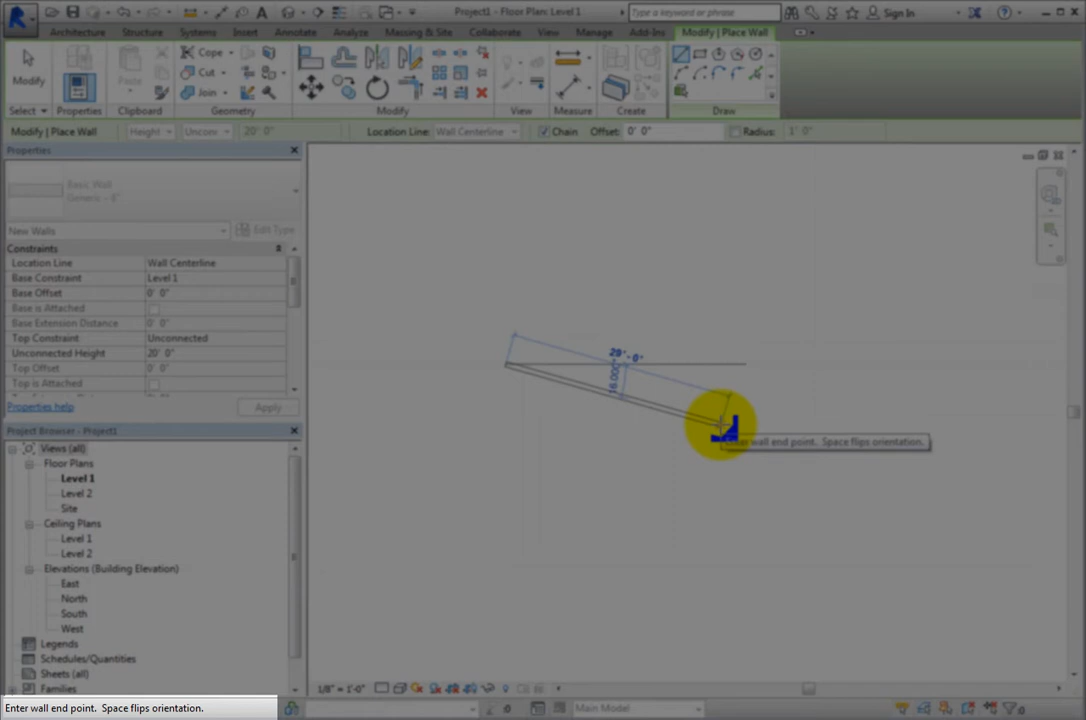 Project1 - Floor Plan: Level 1
Type a keyword or phrase
Sign In
Architecture Structure Systems Insert Annotate Analyze Massing & Site Collaborate View Manage Add-Ins Modify | Place Wall
Modify
Paste
Cope
Cut
Join
Select Properties Clipboard Geometry Modify View Measure Create Draw
Modify | Place Wall Height Uncon 20' 0" Location Line: Wall Centerline Chain Offset: 0' 0" Radius: 1' 0"
Properties
Basic Wall
Generic - 8"
New Walls Edit Type
Constraints
Location Line Wall Centerline
Base Constraint Level 1
Base Offset 0' 0"
Base is Attached
Base Extension Distance 0' 0"
Top Constraint Unconnected
Unconnected Height 20' 0"
Top Offset 0' 0"
Top is Attached
Properties help Apply
Project Browser - Project1
Views (all)
Floor Plans
Level 1
Level 2
Site
Ceiling Plans
Level 1
Level 2
Elevations (Building Elevation)
East
North
South
West
Legends
Schedules/Quantities
Sheets (all)
Families
16.000°
Enter wall end point. Space flips orientation.
1/8" = 1'-0"
Enter wall end point. Space flips orientation.
:0
Main Model
:0